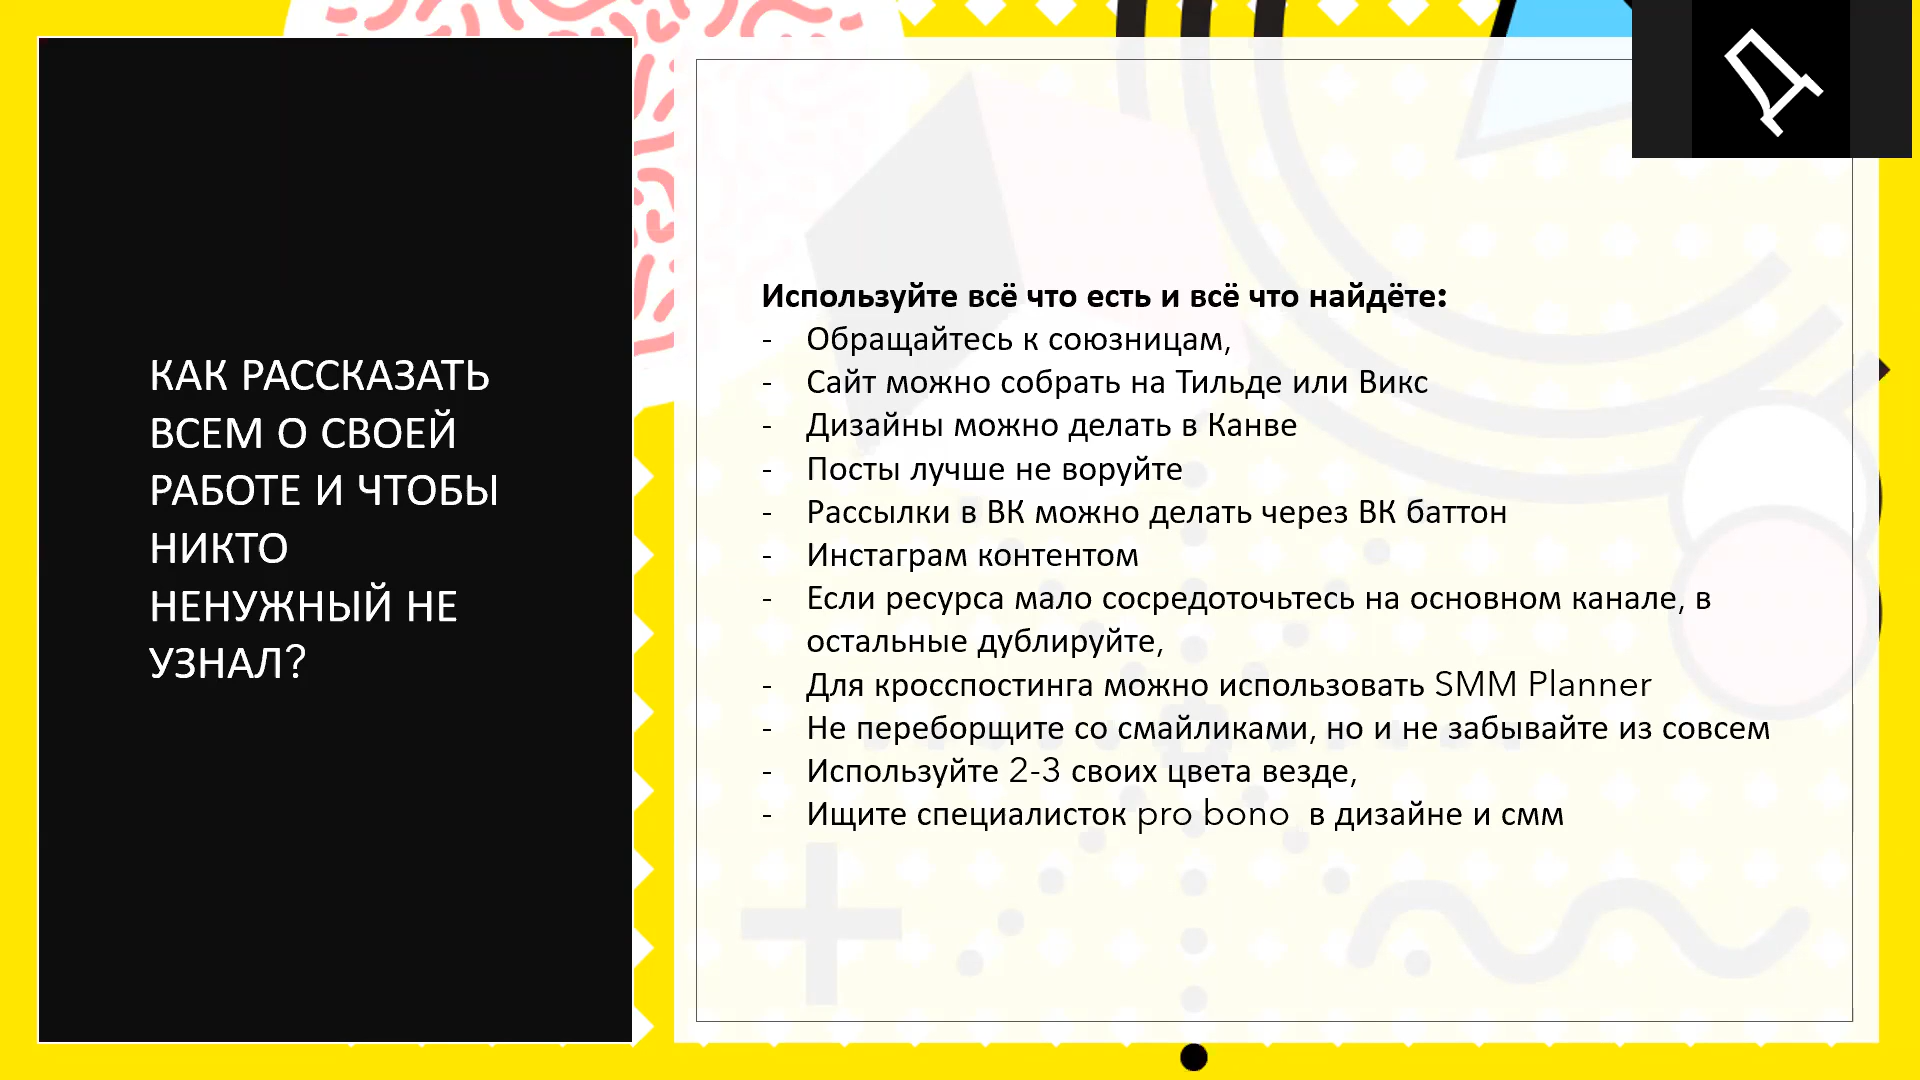 КАК РАССКАЗАТЬ
ВСЕМ О СВОЕЙ
РАБОТЕ И ЧТОБЫ
НИКТО
НЕНУЖНЫЙ НЕ
УЗНАЛ?
Д
Используйте всё что есть и всё что найдёте:
- Обращайтесь к союзницам,
- Сайт можно собрать на Тильде или Викс
- Дизайны можно делать в Канве
- Посты лучше не воруйте
- Рассылки в ВК можно делать через ВК баттон
- Инстаграм контентом
- Если ресурса мало сосредоточьтесь на основном канале, в
остальные дублируйте,
- Для кросспостинга можно использовать SMM Planner
- Не переборщите со смайликами, но и не забывайте из совсем
- Используйте 2-3 своих цвета везде,
- Ищите специалисток pro bono в дизайне и смм